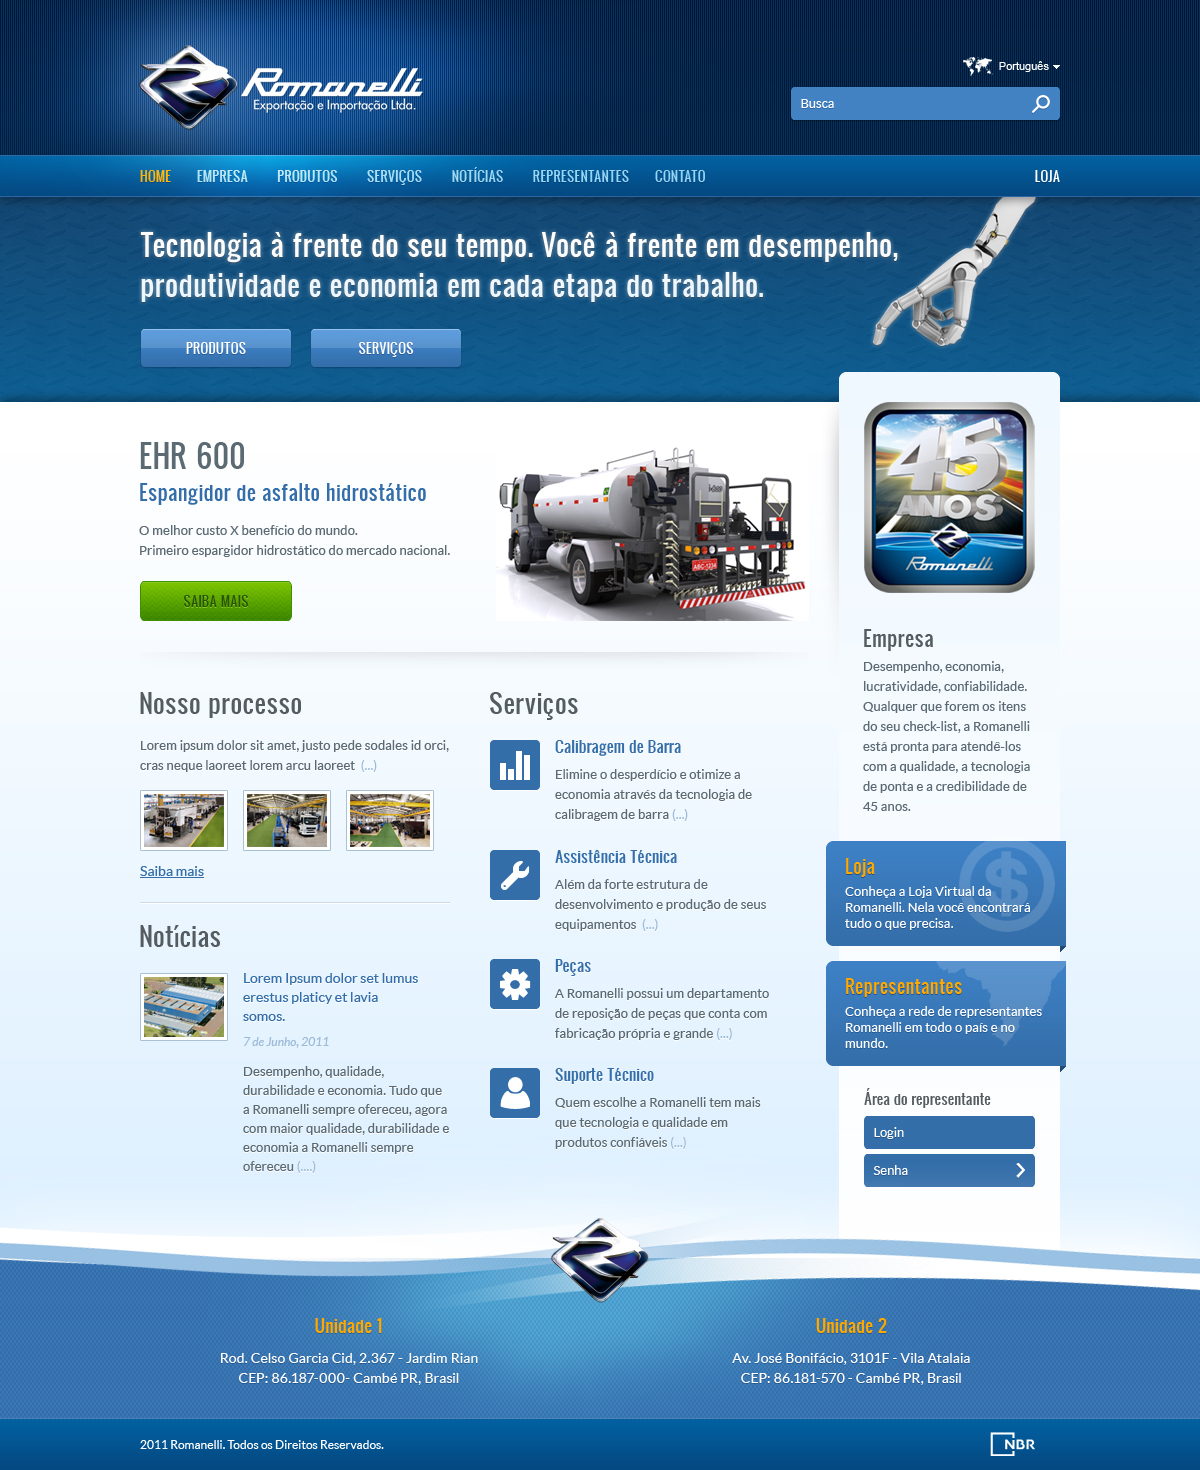 Romanelli
Exportação e Importação Ltda.
Português
Busca
HOME EMPRESA PRODUTOS SERVIÇOS NOTÍCIAS REPRESENTANTES CONTATO LOJA
Tecnologia à frente do seu tempo. Você à frente em desempenho,
produtividade e economia em cada etapa do trabalho.
PRODUTOS SERVIÇOS
EHR 600
Espangidor de asfalto hidrostático
O melhor custo X benefício do mundo.
Primeiro espargidor hidrostático do mercado nacional.
SAIBA MAIS
ABC-1234
45
ANOS
Romanelli
Empresa
Desempenho, economia,
lucratividade, confiabilidade.
Qualquer que forem os itens
do seu check-list, a Romanelli
está pronta para atendê-los
com a qualidade, a tecnologia
de ponta e a credibilidade de
45 anos.
Nosso processo
Lorem ipsum dolor sit amet, justo pede sodales id orci,
cras neque laoreet lorem arcu laoreet (...)
Saiba mais
Notícias
Lorem Ipsum dolor set lumus
erestus platicy et lavia
somos.
7 de Junho, 2011
Desempenho, qualidade,
durabilidade e economia. Tudo que
a Romanelli sempre ofereceu, agora
com maior qualidade, durabilidade e
economia a Romanelli sempre
ofereceu (....)
Serviços
Calibragem de Barra
Elimine o desperdício e otimize a
economia através da tecnologia de
calibragem de barra (...)
Assistência Técnica
Além da forte estrutura de
desenvolvimento e produção de seus
equipamentos (...)
Peças
A Romanelli possui um departamento
de reposição de peças que conta com
fabricação própria e grande (...)
Suporte Técnico
Quem escolhe a Romanelli tem mais
que tecnologia e qualidade em
produtos confiáveis (...)
Loja
Conheça a Loja Virtual da
Romanelli. Nela você encontrará
tudo o que precisa.
$
Representantes
Conheça a rede de representantes
Romanelli em todo o país e no
mundo.
Área do representante
Login
Senha
Unidade 1
Rod. Celso Garcia Cid, 2.367 - Jardim Rian
CEP: 86.187-000- Cambé PR, Brasil
Unidade 2
Av. José Bonifácio, 3101F - Vila Atalaia
CEP: 86.181-570 - Cambé PR, Brasil
2011 Romanelli. Todos os Direitos Reservados.
NBR